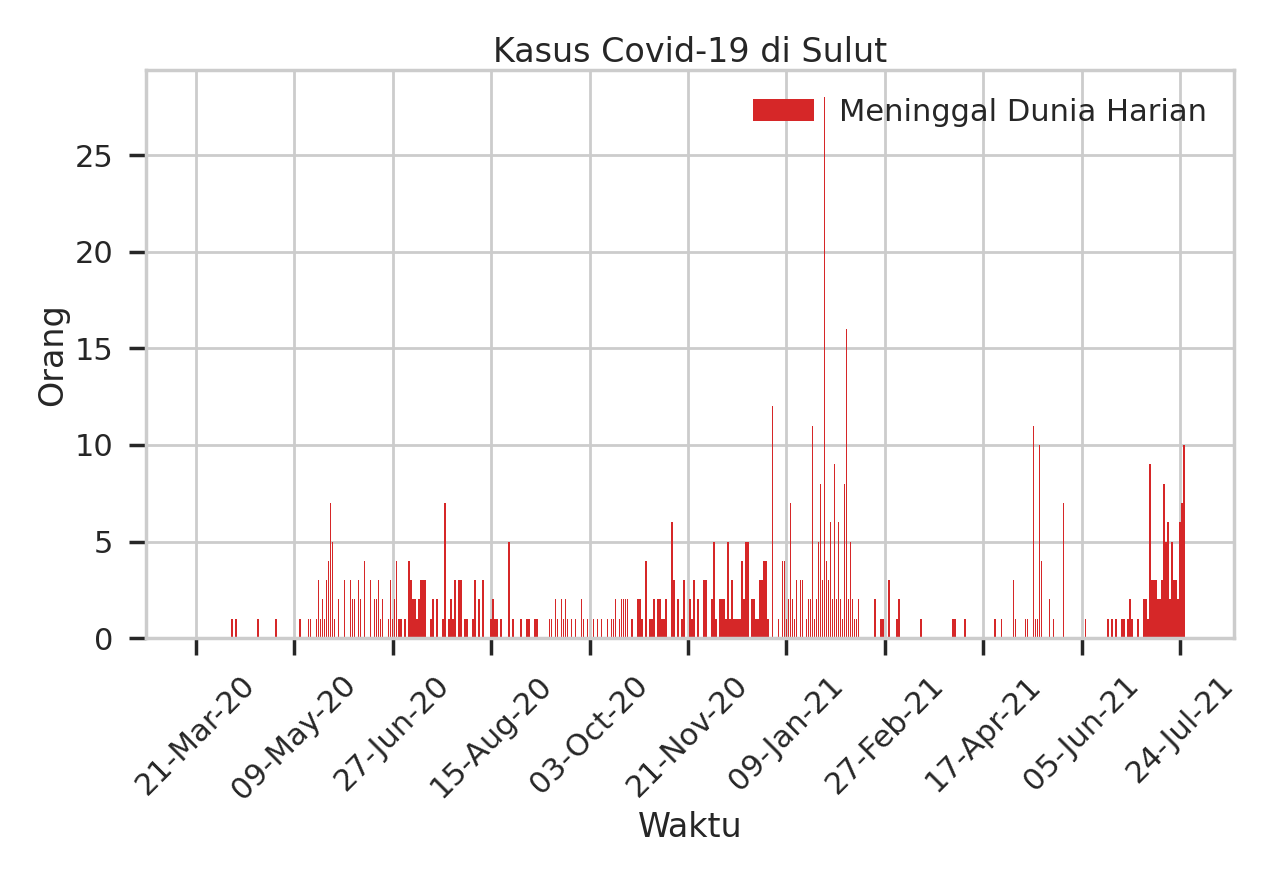 Kasus Covid-19 di Sulut
Meninggal Dunia Harian
Orang
25
20
15
10
5
0
21-Mar-20
09-May-20
27-Jun-20
15-Aug-20
03-Oct-20
21-Nov-20
09-Jan-21
27-Feb-21
17-Apr-21
05-Jun-21
24-Jul-21
Waktu